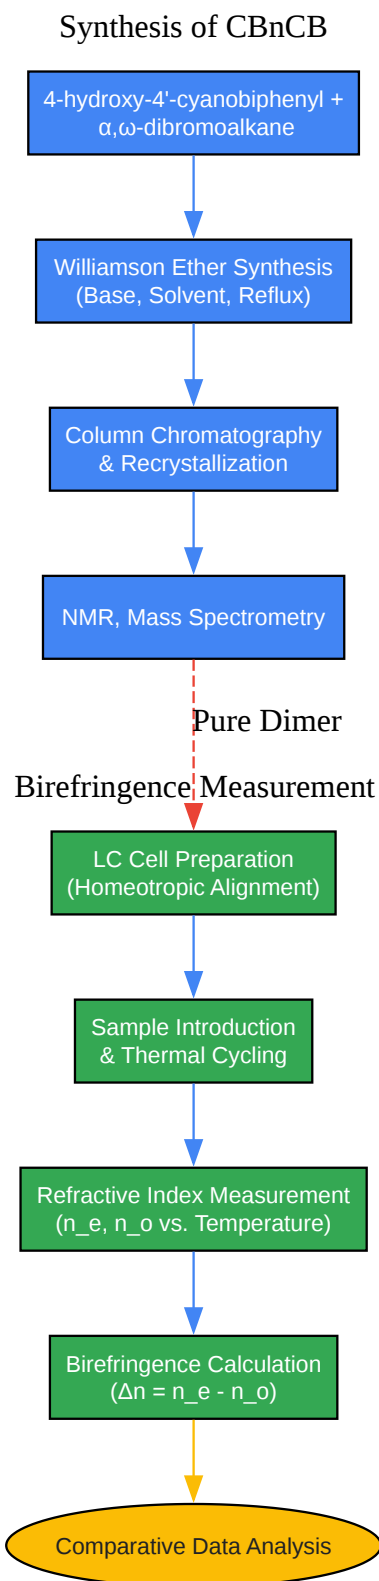 Synthesis of CBnCB
4-hydroxy-4'-cyanobiphenyl +
α,ω-dibromoalkane
Williamson Ether Synthesis
(Base, Solvent, Reflux)
Column Chromatography
& Recrystallization
NMR, Mass Spectrometry
Pure Dimer
Birefringence Measurement
LC Cell Preparation
(Homeotropic Alignment)
Sample Introduction
& Thermal Cycling
Refractive Index Measurement
(n_e, n_o vs. Temperature)
Birefringence Calculation
(Δn = n_e - n_o)
Comparative Data Analysis